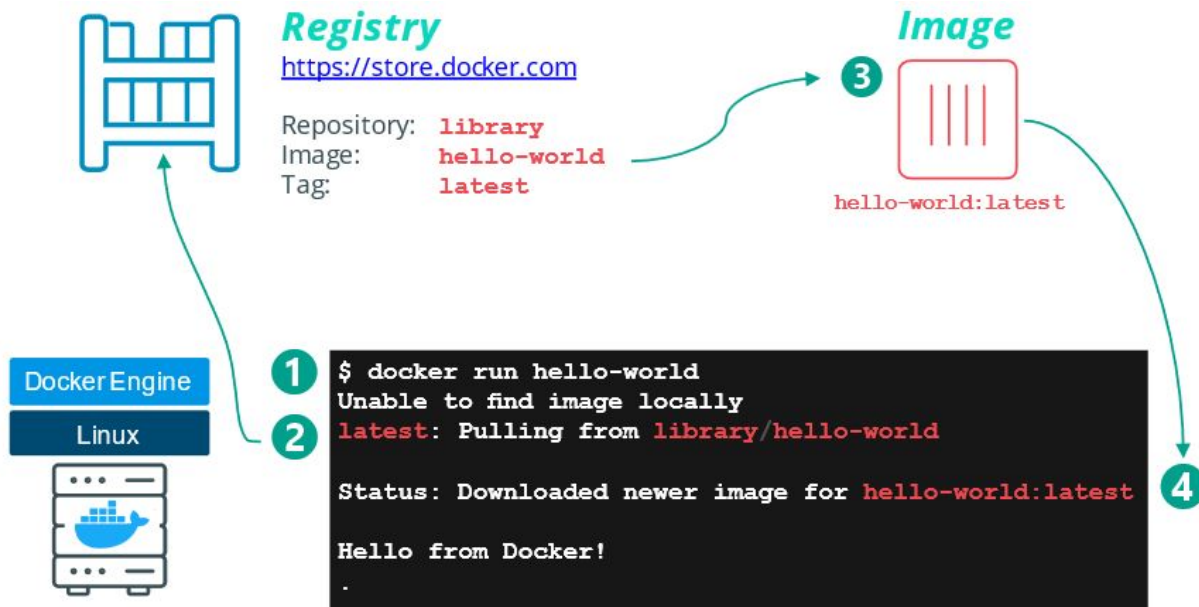 Registry
https://store.docker.com
Repository: library
Image: hello-world
Tag: latest
Image
3
hello-world:latest
Docker Engine
Linux
1
$ docker run hello-world
Unable to find image locally
2
latest: Pulling from library/hello-world
Status: Downloaded newer image for hello-world:latest
4
Hello from Docker!
.